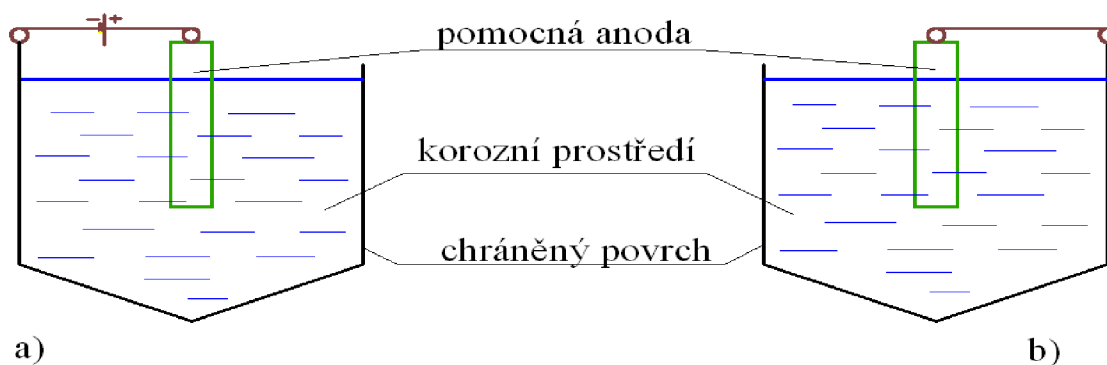 - +
pomocná anoda
korozní prostředí
chráněný povrch
a)
b)